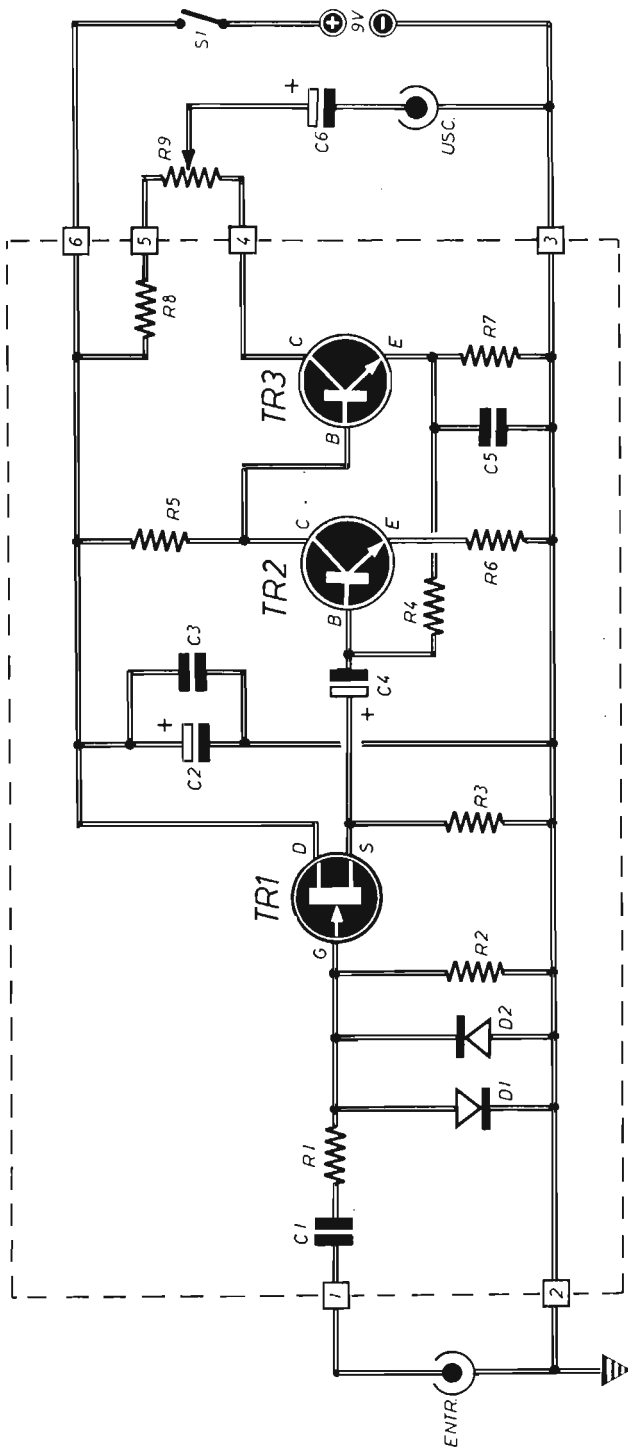 ENTR.
1
2
C1
R1
D1
D2
R2
G
TR1
D
S
R3
C2
+
C3
C4
+
B
TR2
C
E
R4
R5
R6
C5
B
TR3
C
E
R7
R8
6
5
4
3
R9
C6
+
USC.
S1
+
9V
−